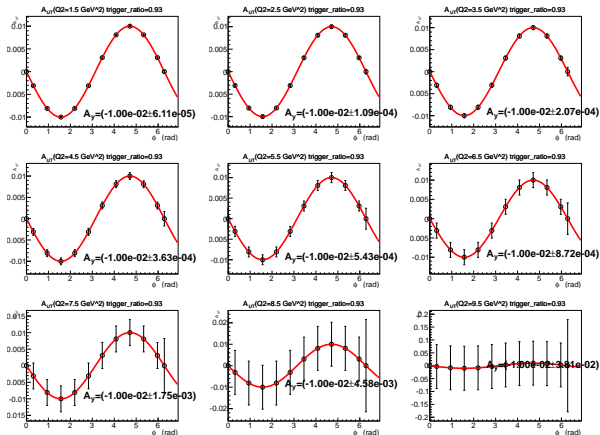 A_UT(Q2=1.5 GeV^2) trigger_ratio=0.93
A_y=(-1.00e-02±6.11e-05)
φ (rad)
A_UT(Q2=2.5 GeV^2) trigger_ratio=0.93
A_y=(-1.00e-02±1.09e-04)
φ (rad)
A_UT(Q2=3.5 GeV^2) trigger_ratio=0.93
A_y=(-1.00e-02±2.07e-04)
φ (rad)
A_UT(Q2=4.5 GeV^2) trigger_ratio=0.93
A_y=(-1.00e-02±3.63e-04)
φ (rad)
A_UT(Q2=5.5 GeV^2) trigger_ratio=0.93
A_y=(-1.00e-02±5.43e-04)
φ (rad)
A_UT(Q2=6.5 GeV^2) trigger_ratio=0.93
A_y=(-1.00e-02±8.72e-04)
φ (rad)
A_UT(Q2=7.5 GeV^2) trigger_ratio=0.93
A_y=(-1.00e-02±1.75e-03)
φ (rad)
A_UT(Q2=8.5 GeV^2) trigger_ratio=0.93
A_y=(-1.00e-02±4.58e-03)
φ (rad)
A_UT(Q2=9.5 GeV^2) trigger_ratio=0.93
A_y=(-1.00e-02±3.81e-02)
φ (rad)